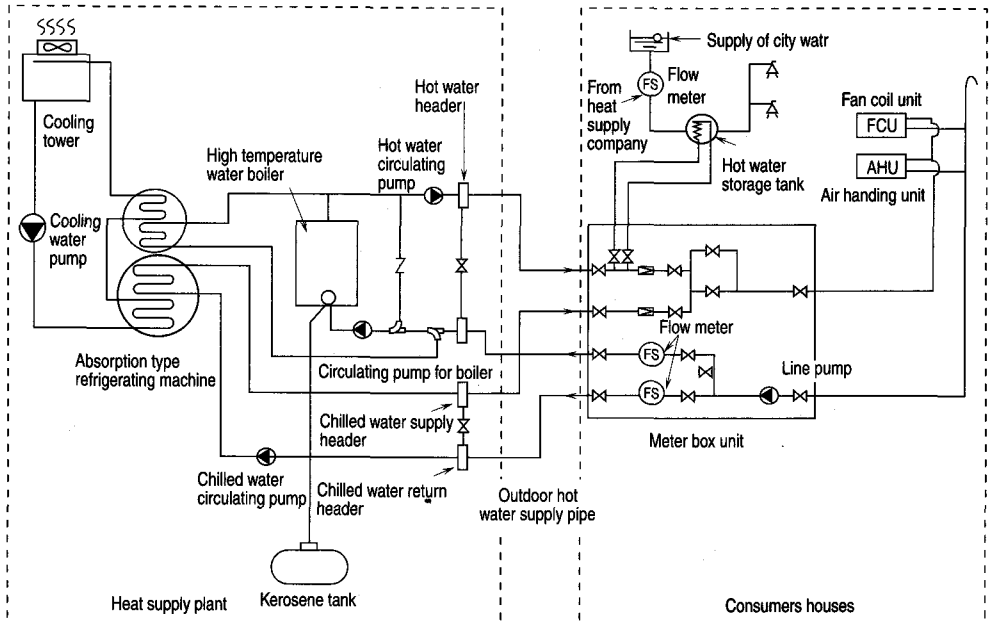 Supply of city watr
Flow
meter
FS
From
heat
supply
company
Hot water
storage tank
Fan coil unit
FCU
AHU
Air handing unit
Hot water
header
Hot water
circulating
pump
High temperature
water boiler
Cooling
tower
Cooling
water
pump
Absorption type
refrigerating machine
Circulating pump for boiler
Chilled water supply
header
Chilled water
circulating pump
Chilled water return
header
Outdoor hot
water supply pipe
Flow meter
FS
FS
Line pump
Meter box unit
Kerosene tank
Heat supply plant
Consumers houses